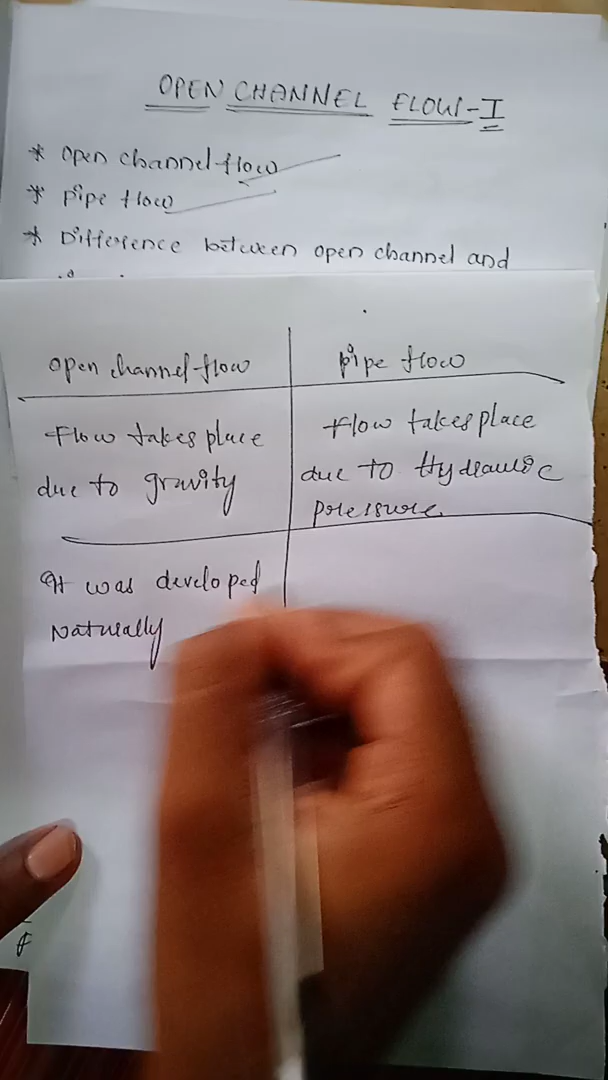 OPEN CHANNEL FLOW-I
* Open channel flow
* Pipe flow
* Difference between open channel and
open channel flow
pipe flow
Flow takes place
due to gravity
Flow takes place
due to Hydraulic
pressure.
It was developed
Naturally